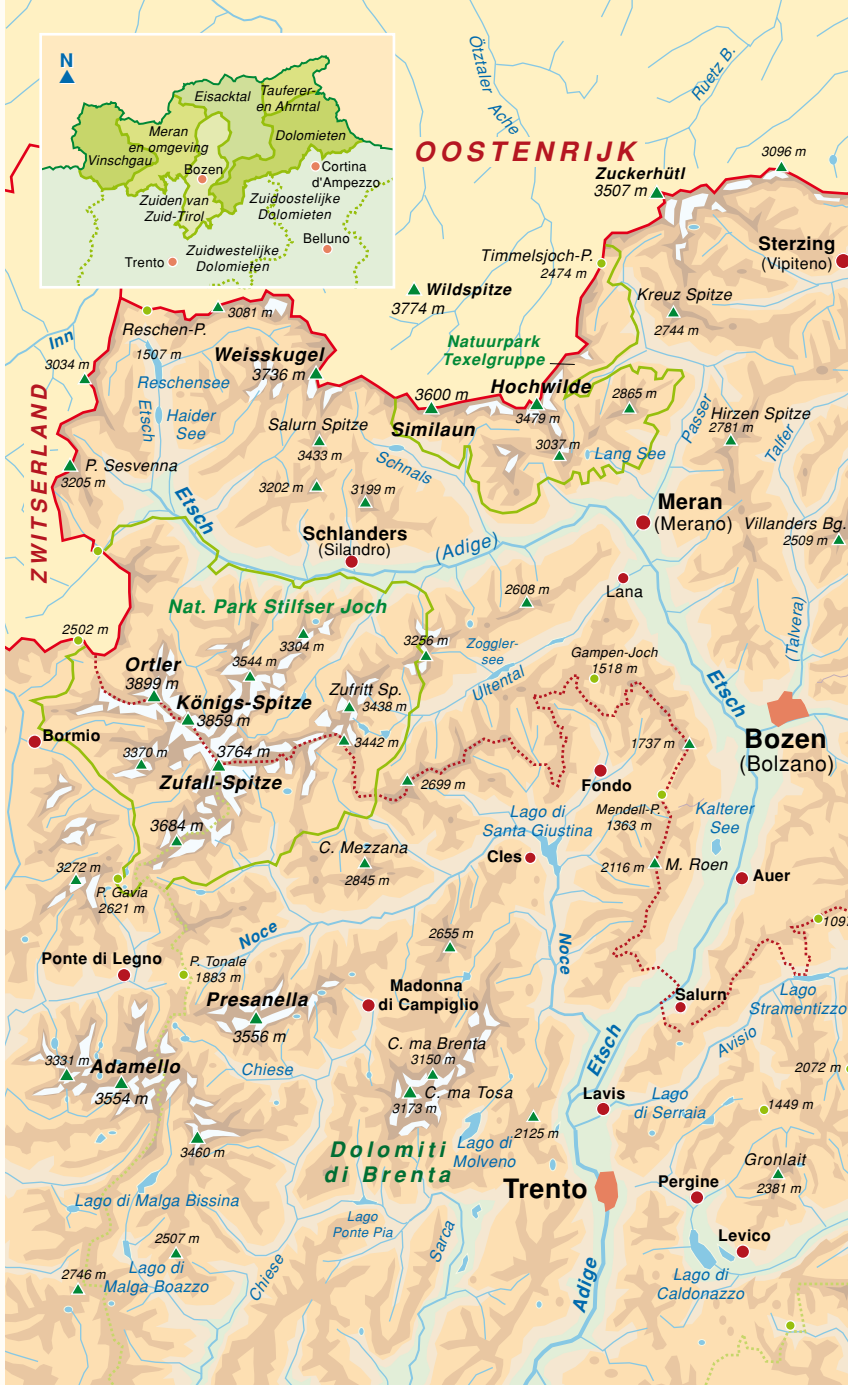 N
Eisacktal
Tauferer-
en Ahrntal
Meran
en omgeving
Dolomieten
Vinschgau
Bozen
Cortina
d'Ampezzo
Zuiden van
Zuid-Tirol
Zuidoostelijke
Dolomieten
Belluno
Trento
Zuidwestelijke
Dolomieten
Ötztaler Ache
Ruetz B.
OOSTENRIJK
3096 m
Zuckerhütl
3507 m
Sterzing
(Vipiteno)
Timmelsjoch-P.
2474 m
Wildspitze
3774 m
Kreuz Spitze
2744 m
3081 m
Reschen-P.
1507 m
Inn
Natuurpark
Texelgruppe
Weisskugel
3736 m
3034 m
Reschensee
ZWITSERLAND
Etsch
Haider
See
3600 m
Similaun
Hochwilde
3479 m
2865 m
Passer
Hirzen Spitze
2781 m
Talfer
Salurn Spitze
3433 m
3037 m
Lang See
P. Sesvenna
3205 m
Schnals
3202 m
3199 m
Etsch
Meran
(Merano)
Villanders Bg.
2509 m
Schlanders
(Silandro)
(Adige)
Lana
2608 m
Nat. Park Stilfser Joch
2502 m
3304 m
3256 m
Zoggler-
see
Gampen-Joch
1518 m
(Talvera)
Ortler
3899 m
3544 m
Ultental
Etsch
Königs-Spitze
3859 m
Zufritt Sp.
3438 m
Bormio
3370 m
3764 m
Zufall-Spitze
3442 m
1737 m
Bozen
(Bolzano)
2699 m
Fondo
Mendell-P.
1363 m
Kalterer
See
Lago di
Santa Giustina
3684 m
C. Mezzana
2845 m
Cles
2116 m
M. Roen
Auer
3272 m
P. Gavia
2621 m
1097
Noce
2655 m
Noce
Ponte di Legno
P. Tonale
1883 m
Presanella
3556 m
Madonna
di Campiglio
Salurn
Lago
Stramentizzo
Etsch
Avisio
C. ma Brenta
3150 m
Chiese
3331 m
Adamello
3554 m
C. ma Tosa
3173 m
2072 m
Lavis
Lago
di Serraia
1449 m
2125 m
3460 m
Dolomiti
di Brenta
Lago di
Molveno
Gronlait
2381 m
Trento
Pergine
Lago di Malga Bissina
Lago
Ponte Pia
Sarca
Levico
2507 m
Lago di
Malga Boazzo
2746 m
Chiese
Adige
Lago di
Caldonazzo